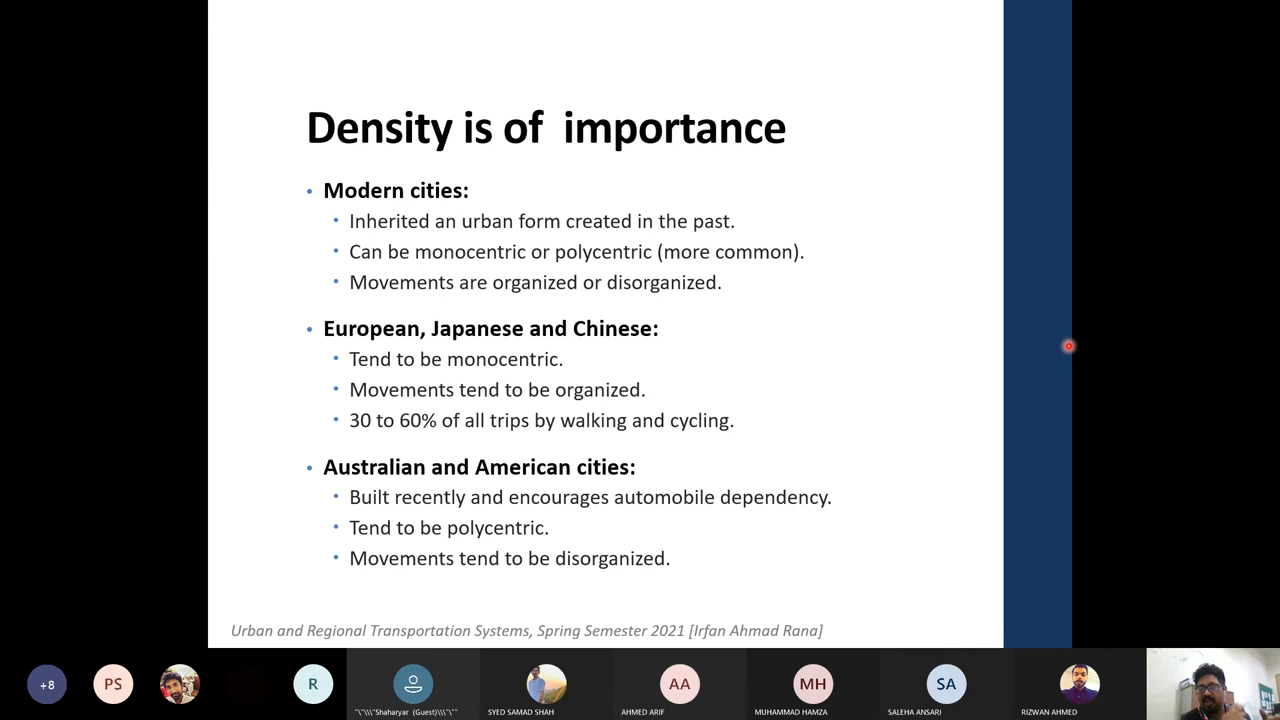 Density is of  importance
• Modern cities:
• Inherited an urban form created in the past.
• Can be monocentric or polycentric (more common).
• Movements are organized or disorganized.
• European, Japanese and Chinese:
• Tend to be monocentric.
• Movements tend to be organized.
• 30 to 60% of all trips by walking and cycling.
• Australian and American cities:
• Built recently and encourages automobile dependency.
• Tend to be polycentric.
• Movements tend to be disorganized.
Urban and Regional Transportation Systems, Spring Semester 2021 [Irfan Ahmad Rana]
+8 PS R AA MH SA
"\"\\\"Shaharyar (Guest)\\\"\"" SYED SAMAD SHAH AHMED ARIF MUHAMMAD HAMZA SALEHA ANSARI RIZWAN AHMED